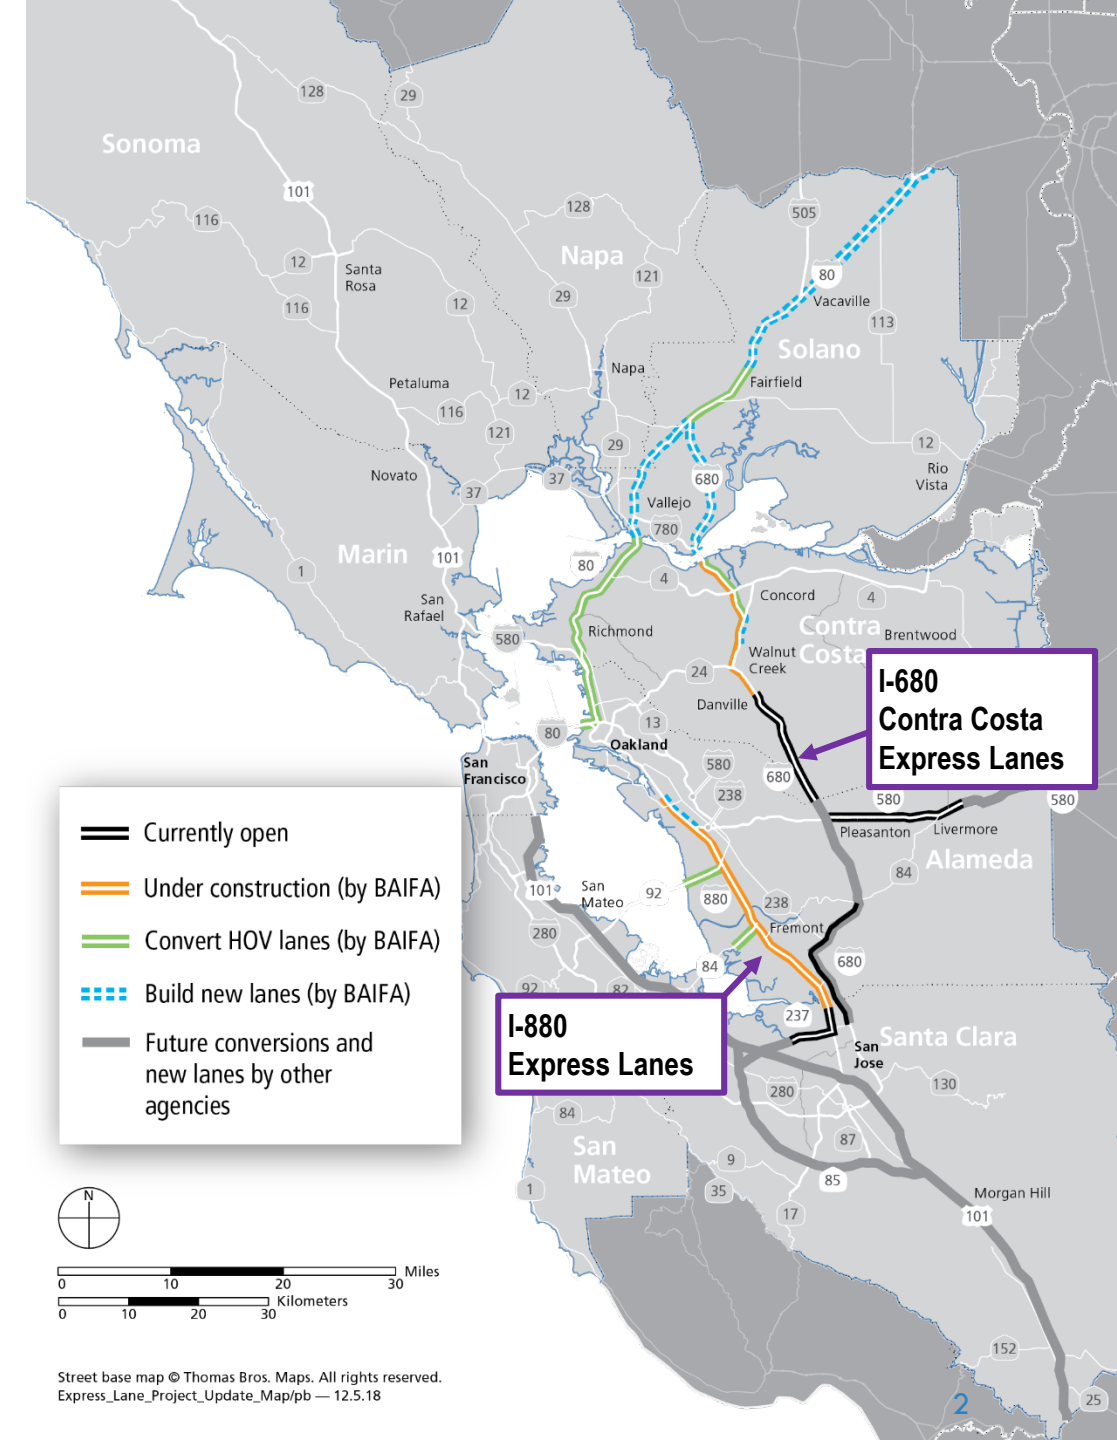 128
29
Sonoma
101
128
505
116
Napa
12
121
80
Santa
Rosa
29
116
12
Vacaville
113
Solano
Napa
Petaluma
Fairfield
12
116
121
29
12
Novato
37
37
680
Rio
Vista
Vallejo
780
Marin
101
80
1
4
Concord
4
San
Rafael
Contra
Costa
Richmond
Brentwood
580
Walnut
Creek
24
I-680
Contra Costa
Express Lanes
Danville
13
80
Oakland
San
Francisco
580
680
238
580
580
Pleasanton
Livermore
Alameda
84
101
San
Mateo
92
880
238
280
Fremont
84
680
92
82
237
I-880
Express Lanes
San
Jose
Santa Clara
280
130
84
87
San
Mateo
9
85
35
1
17
Morgan Hill
101
152
25
Currently open
Under construction (by BAIFA)
Convert HOV lanes (by BAIFA)
Build new lanes (by BAIFA)
Future conversions and
new lanes by other
agencies
N
Miles
0 10 20 30
Kilometers
0 10 20 30
Street base map © Thomas Bros. Maps. All rights reserved.
Express_Lane_Project_Update_Map/pb — 12.5.18
2